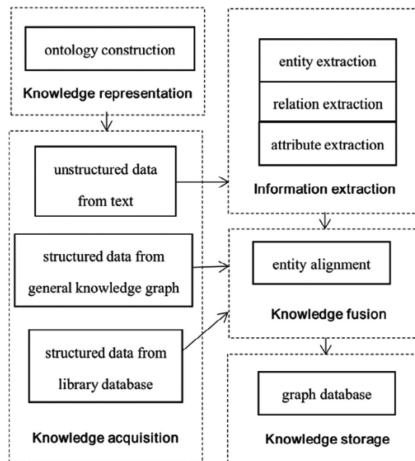 ontology construction
Knowledge representation
unstructured data
from text
structured data from
general knowledge graph
structured data from
library database
Knowledge acquisition
entity extraction
relation extraction
attribute extraction
Information extraction
entity alignment
Knowledge fusion
graph database
Knowledge storage